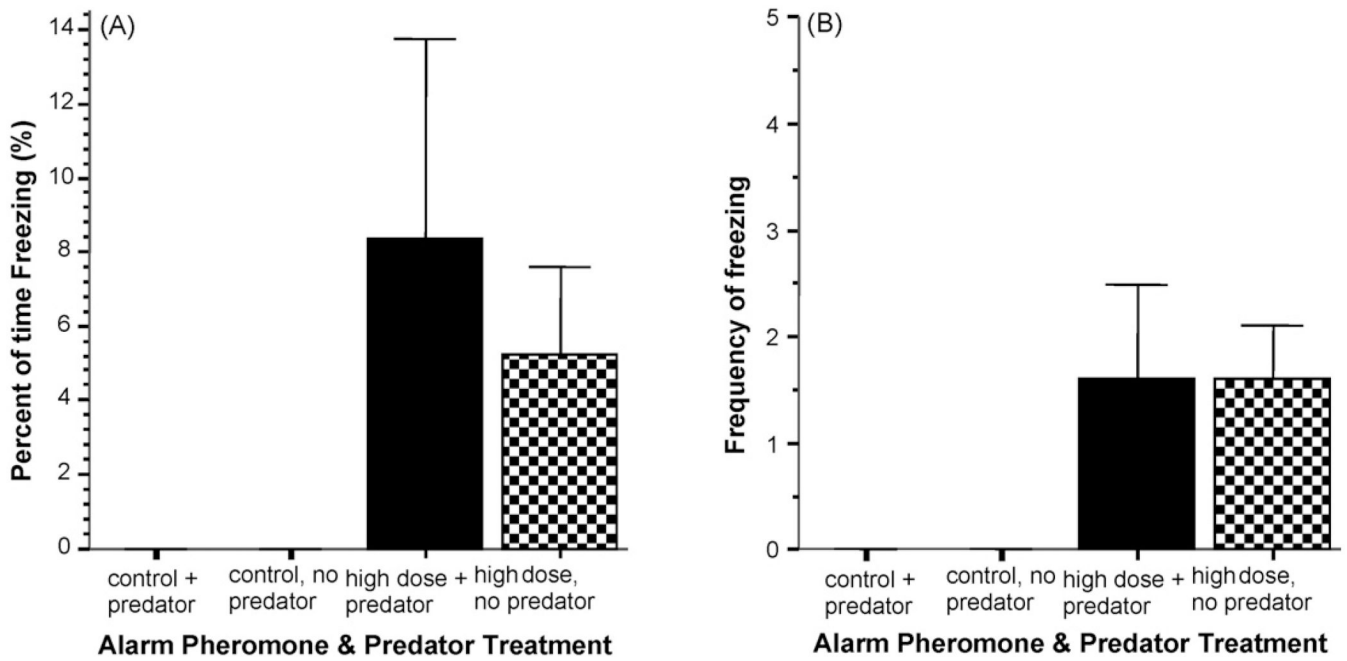 (A)
Percent of time Freezing (%)
14
12
10
8
6
4
2
0
control +
predator
control, no
predator
high dose +
predator
high dose,
no predator
Alarm Pheromone & Predator Treatment
(B)
Frequency of freezing
5
4
3
2
1
0
control +
predator
control, no
predator
high dose +
predator
high dose,
no predator
Alarm Pheromone & Predator Treatment